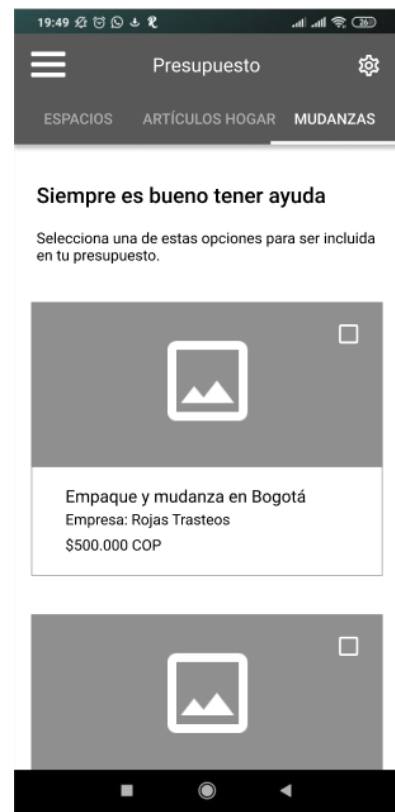 19:49 26
Presupuesto
ESPACIOS ARTÍCULOS HOGAR MUDANZAS
Siempre es bueno tener ayuda
Selecciona una de estas opciones para ser incluida
en tu presupuesto.
Empaque y mudanza en Bogotá
Empresa: Rojas Trasteos
$500.000 COP